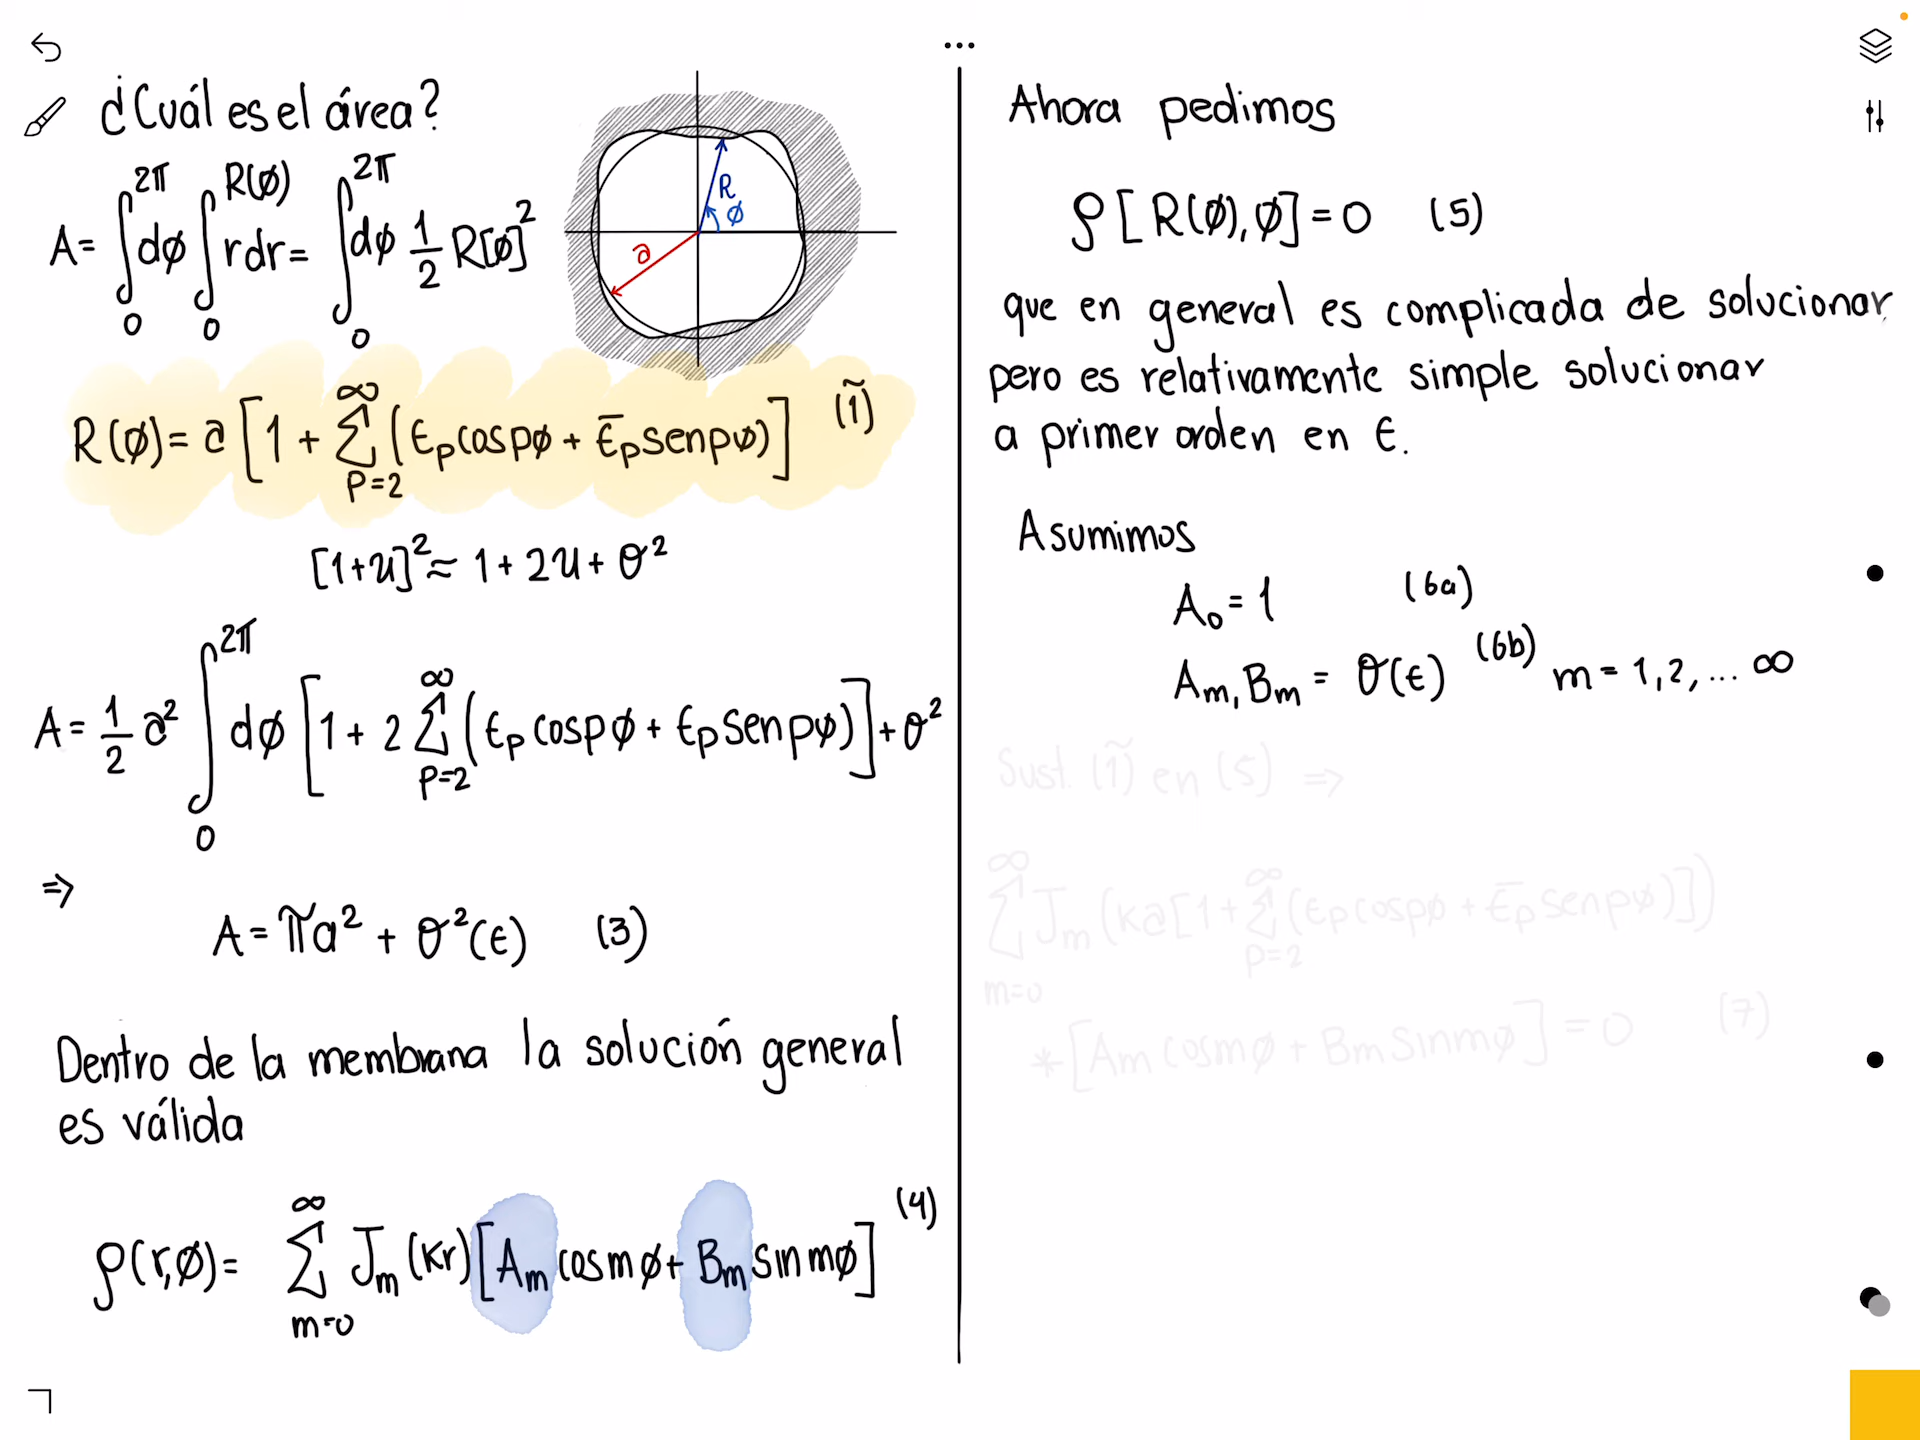 ¿Cuál es el área?
A = ∫₀^{2π} dϕ ∫₀^{R(ϕ)} r dr = ∫₀^{2π} dϕ 1/2 R[ϕ]²
R
ϕ
a
R(ϕ) = a [1 + ∑_{p=2}^{∞} (ϵ_p cos pϕ + ϵ̄_p sen pϕ)] (1̃)
[1+u]² ≈ 1 + 2u + O²
A = 1/2 a² ∫₀^{2π} dϕ [1 + 2 ∑_{p=2}^{∞} (ϵ_p cos pϕ + ϵ_p sen pϕ)] + O²
⇒
A = πa² + O²(ϵ) (3)
Dentro de la membrana la solución general
es válida
ρ(r,ϕ) = ∑_{m=0}^{∞} J_m(kr) [A_m cos mϕ + B_m sin mϕ] (4)
Ahora pedimos
ρ[R(ϕ),ϕ] = 0 (5)
que en general es complicada de solucionar,
pero es relativamente simple solucionar
a primer orden en ϵ.
Asumimos
A₀ = 1 (6a)
A_m, B_m = O(ϵ) (6b) m = 1,2,... ∞
Sust. (1̃) en (5) ⇒
∑_{m=0}^{∞} J_m(ka[1 + ∑_{p=2}^{∞} (ϵ_p cos pϕ + ϵ̄_p sen pϕ)])
* [A_m cos mϕ + B_m sin mϕ] = 0 (7)